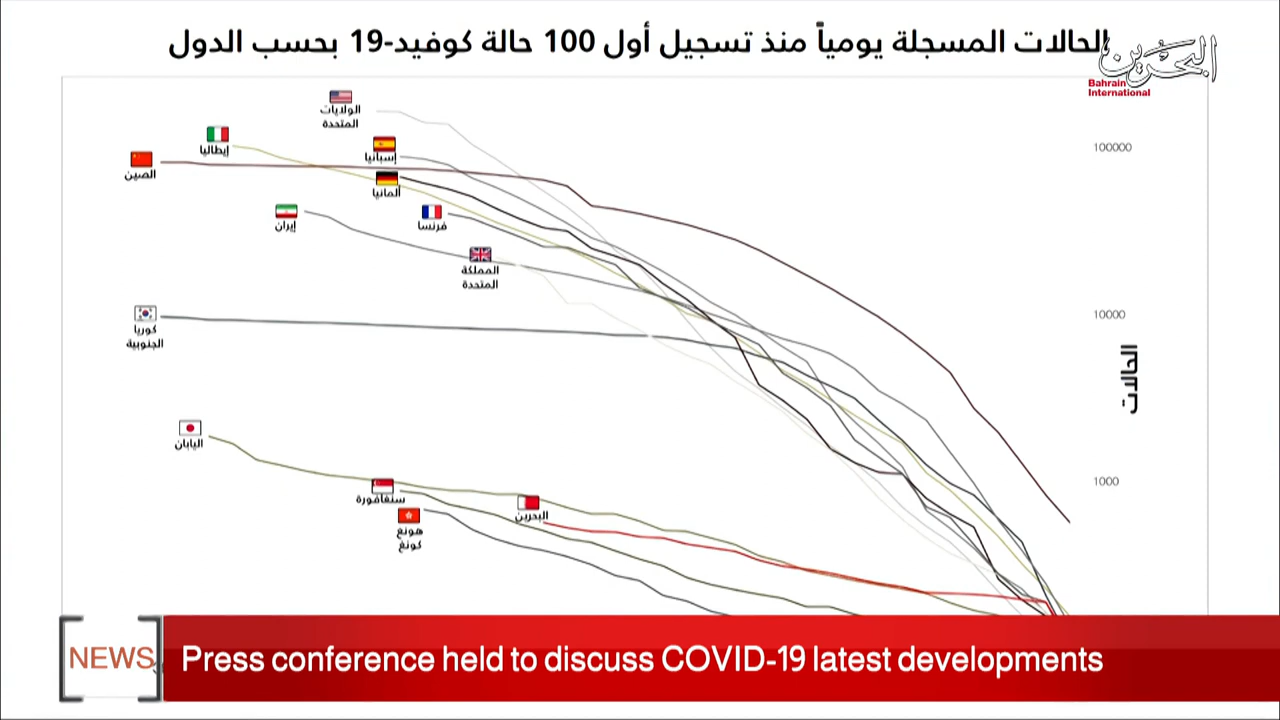 الحالات المسجلة يومياً منذ تسجيل أول 100 حالة كوفيد-19 بحسب الدول
البحرين
Bahrain
International
الولايات
المتحدة
إيطاليا
إسبانيا
الصين
ألمانيا
إيران
فرنسا
المملكة
المتحدة
كوريا
الجنوبية
اليابان
سنغافورة
البحرين
هونغ
كونغ
100000
10000
1000
الحالات
NEWS
Press conference held to discuss COVID-19 latest developments